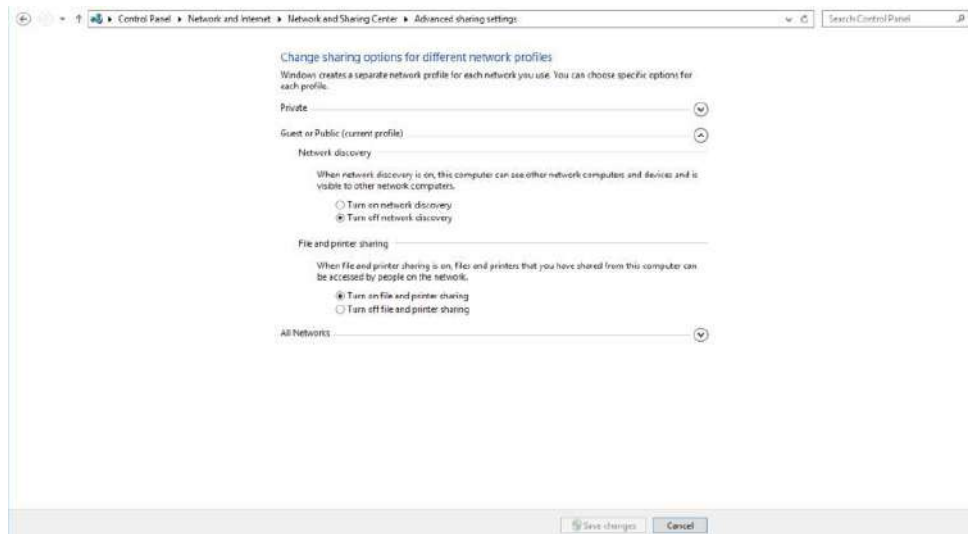 Control Panel Network and Internet Network and Sharing Center Advanced sharing settings
Search Control Panel
Change sharing options for different network profiles
Windows creates a separate network profile for each network you use. You can choose specific options for
each profile.
Private
Guest or Public (current profile)
Network discovery
When network discovery is on, this computer can see other network computers and devices and is
visible to other network computers.
Turn on network discovery
Turn off network discovery
File and printer sharing
When file and printer sharing is on, files and printers that you have shared from this computer can
be accessed by people on the network.
Turn on file and printer sharing
Turn off file and printer sharing
All Networks
Save changes
Cancel